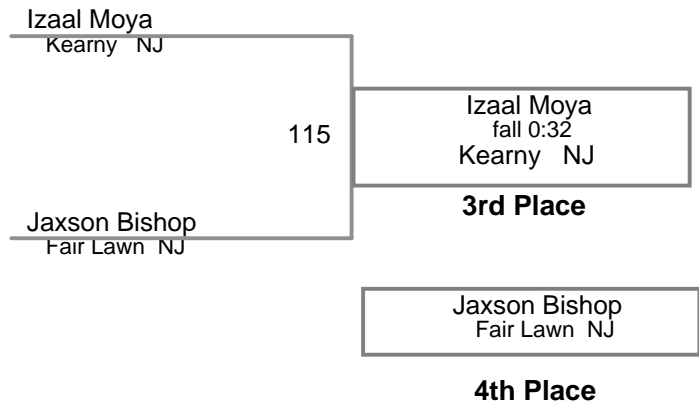 Izaal Moya
Kearny NJ
115
Izaal Moya
fall 0:32
Kearny NJ
3rd Place
Jaxson Bishop
Fair Lawn NJ
Jaxson Bishop
Fair Lawn NJ
4th Place